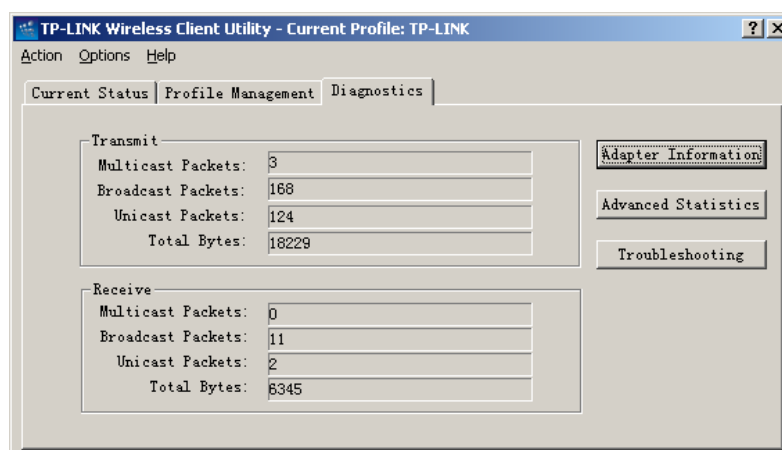 TP-LINK Wireless Client Utility - Current Profile: TP-LINK
Action Options Help
Current Status Profile Management Diagnostics
Transmit
Multicast Packets: 3
Broadcast Packets: 168
Unicast Packets: 124
Total Bytes: 18229
Adapter Information
Advanced Statistics
Troubleshooting
Receive
Multicast Packets: 0
Broadcast Packets: 11
Unicast Packets: 2
Total Bytes: 6345